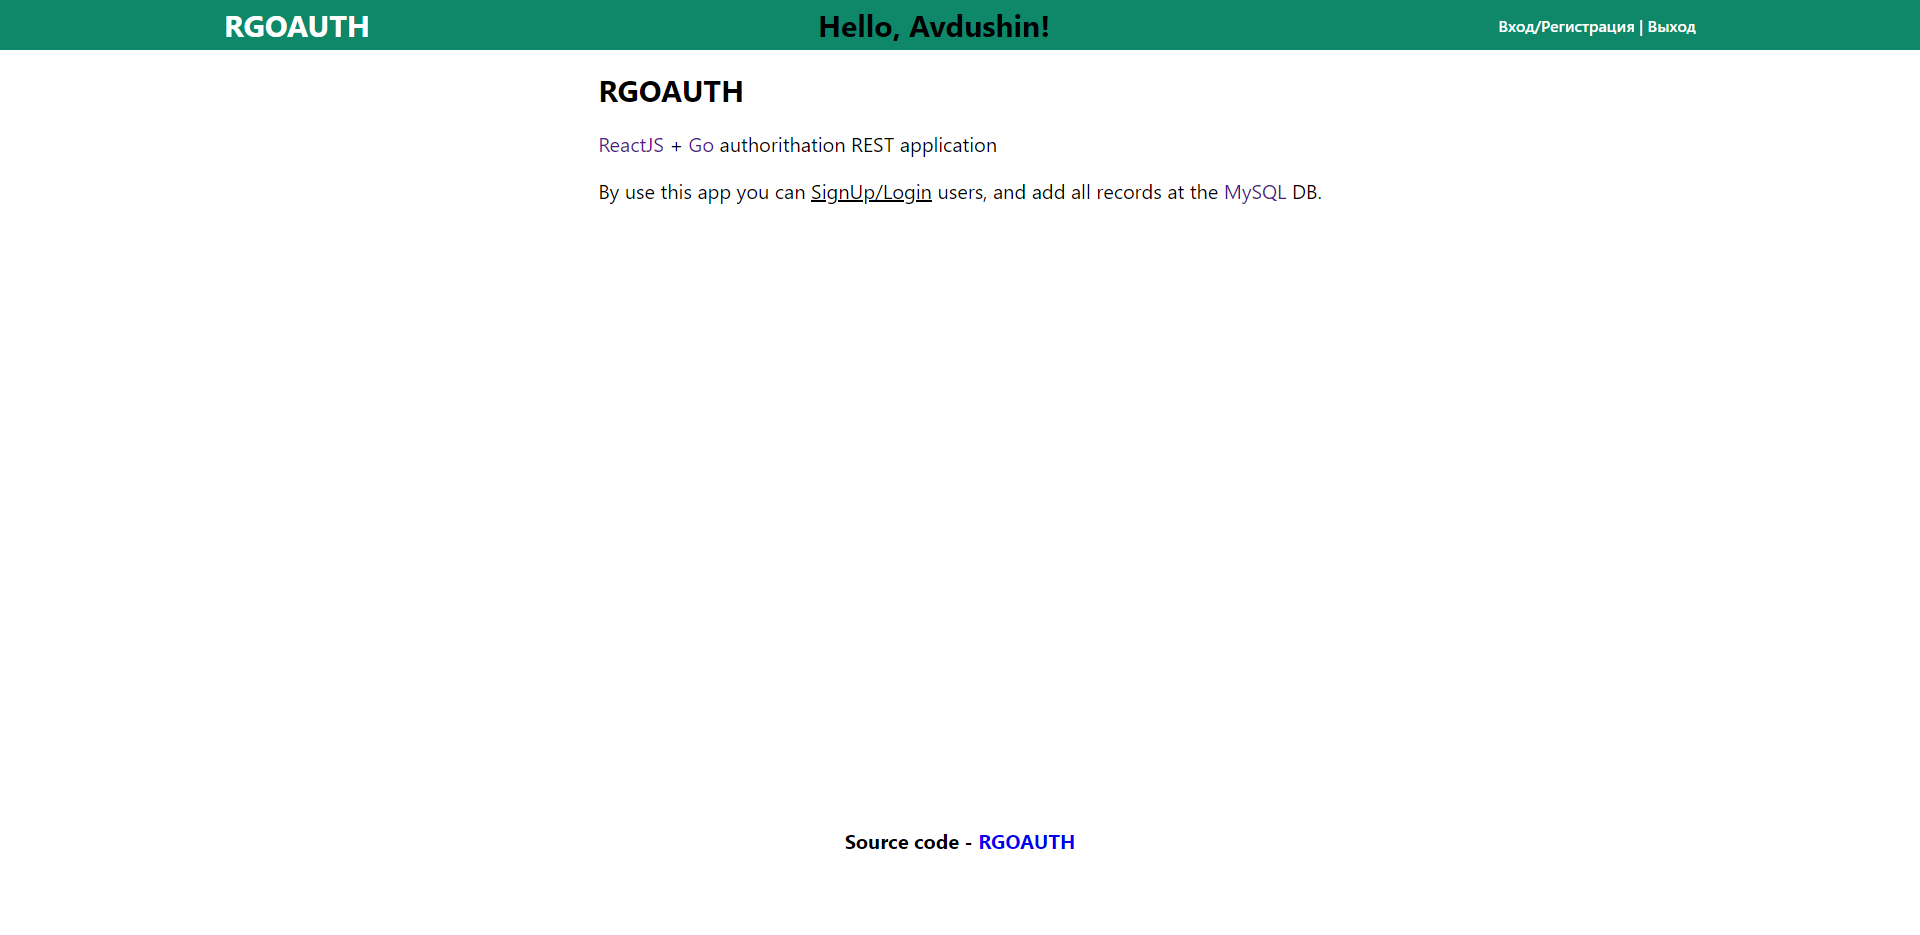 RGOAUTH
Hello, Avdushin!
Вход/Регистрация | Выход
RGOAUTH
ReactJS + Go authorithation REST application
By use this app you can SignUp/Login users, and add all records at the MySQL DB.
Source code - RGOAUTH